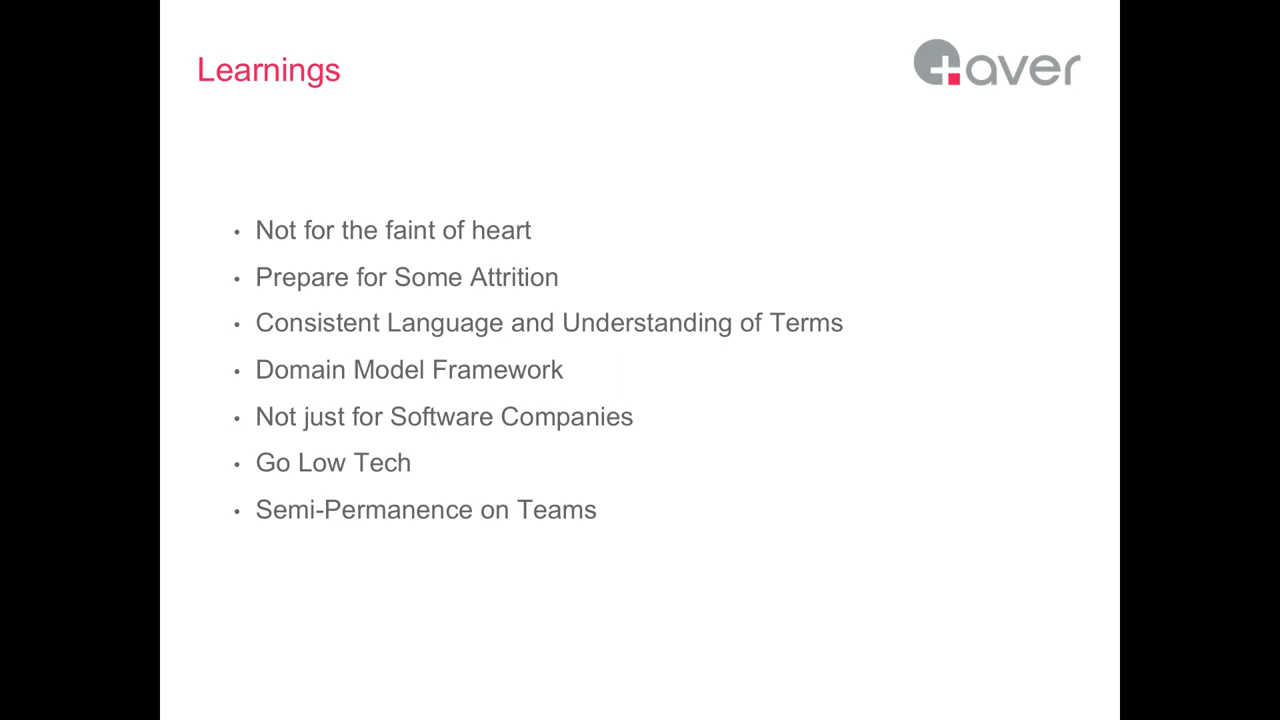 Learnings
aver
• Not for the faint of heart
• Prepare for Some Attrition
• Consistent Language and Understanding of Terms
• Domain Model Framework
• Not just for Software Companies
• Go Low Tech
• Semi-Permanence on Teams